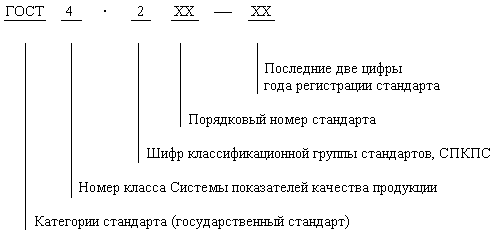 ГОСТ 4 · 2 ХХ — ХХ
Последние две цифры
года регистрации стандарта
Порядковый номер стандарта
Шифр классификационной группы стандартов, СПКПС
Номер класса Системы показателей качества продукции
Категории стандарта (государственный стандарт)